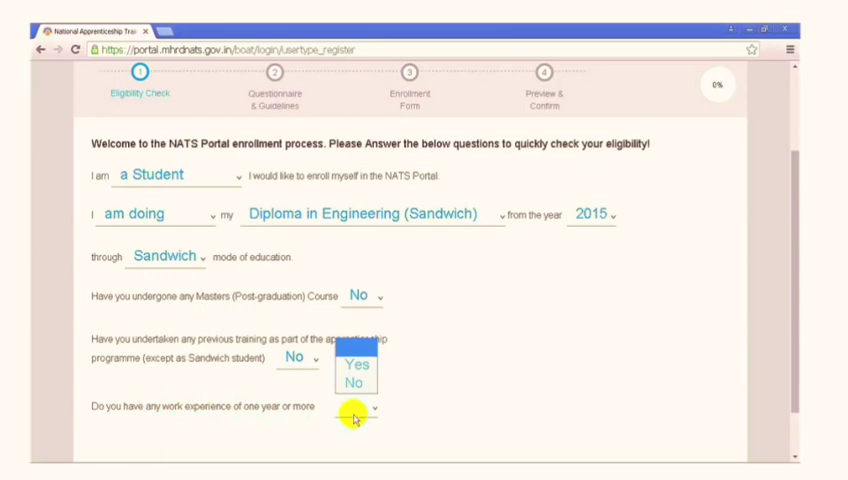 National Apprenticeship Trai
https://portal.mhrdnats.gov.in/boat/login/usertype_register
1 2 3 4
Eligibility Check Questionnaire & Guidelines Enrollment Form Preview & Confirm
0%
Welcome to the NATS Portal enrollment process. Please Answer the below questions to quickly check your eligibility!
I am a Student I would like to enroll myself in the NATS Portal.
I am doing my Diploma in Engineering (Sandwich) from the year 2015
through Sandwich mode of education.
Have you undergone any Masters (Post-graduation) Course No
Have you undertaken any previous training as part of the apprenticeship
programme (except as Sandwich student) No
Yes
No
Do you have any work experience of one year or more